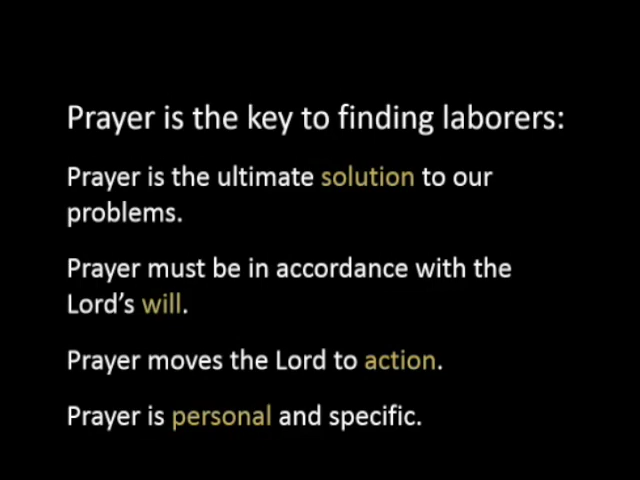 Prayer is the key to finding laborers:
Prayer is the ultimate solution to our
problems.
Prayer must be in accordance with the
Lord’s will.
Prayer moves the Lord to action.
Prayer is personal and specific.